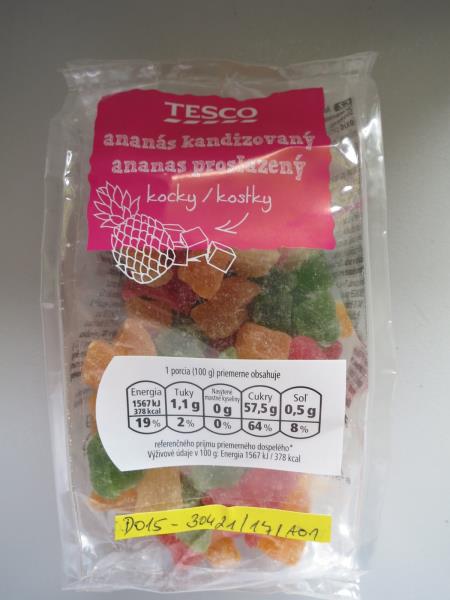 TESCO
ananás kandizovaný
ananas proslazený
kocky / kostky
1 porcia (100 g) priemerne obsahuje
Energia 1567 kJ 378 kcal 19 %
Tuky 1,1 g 2 %
Nasýtené mastné kyseliny 0 g 0 %
Cukry 57,5 g 64 %
Soľ 0,5 g 8 %
referenčného príjmu priemerného dospelého*
Výživové údaje v 100 g: Energia 1567 kJ / 378 kcal
D015 - 30421/17/A01